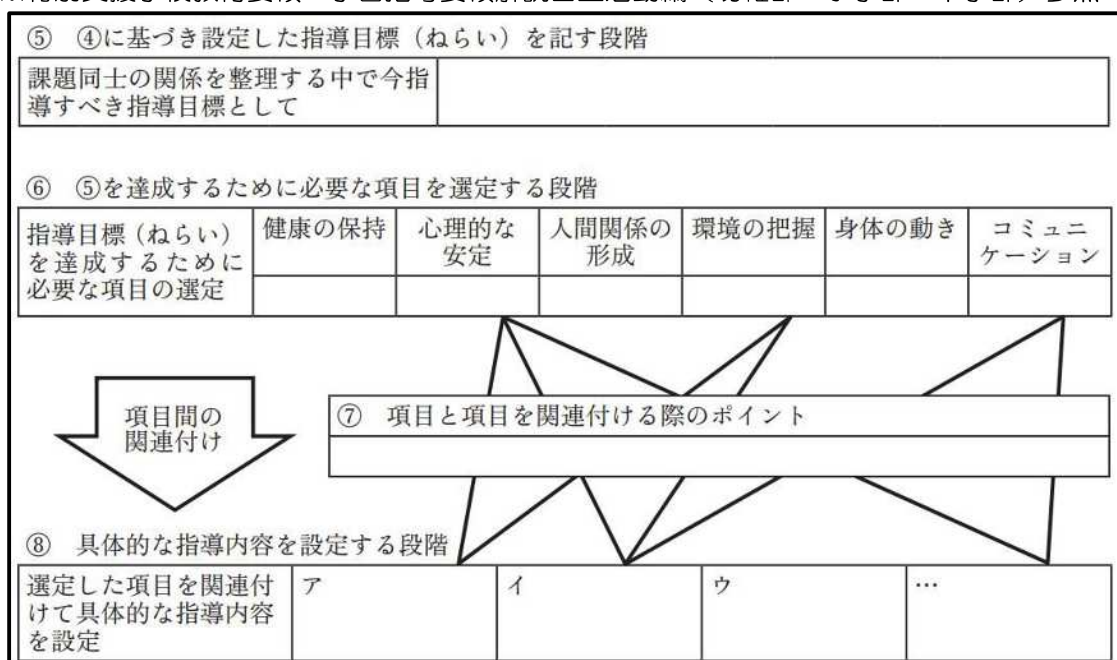 ⑤ ④に基づき設定した指導目標（ねらい）を記す段階
課題同士の関係を整理する中で今指
導すべき指導目標として
⑥ ⑤を達成するために必要な項目を選定する段階
指導目標（ねらい）
を達成するために
必要な項目の選定
健康の保持
心理的な
安定
人間関係の
形成
環境の把握
身体の動き
コミュニ
ケーション
項目間の
関連付け
⑦ 項目と項目を関連付ける際のポイント
⑧ 具体的な指導内容を設定する段階
選定した項目を関連付
けて具体的な指導内容
を設定
ア
イ
ウ
…